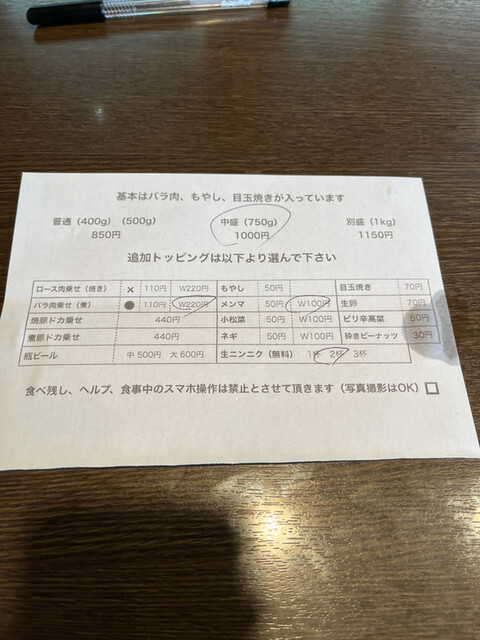 基本はバラ肉、もやし、目玉焼きが入っています
普通（400g）（500g） 中盛（750g） 別盛（1kg）
850円 1000円 1150円
追加トッピングは以下より選んで下さい
ロース肉乗せ（焼き） × 110円 W220円 もやし 50円 目玉焼き 70円
バラ肉乗せ（煮） ● 110円 W220円 メンマ 50円 W100円 生卵 70円
焼豚ドカ乗せ 440円 小松菜 50円 W100円 ピリ辛高菜 50円
煮豚ドカ乗せ 440円 ネギ 50円 W100円 砕きピーナッツ 30円
瓶ビール 中 500円 大 600円 生ニンニク（無料） 1杯 2杯 3杯
食べ残し、ヘルプ、食事中のスマホ操作は禁止とさせて頂きます（写真撮影はOK）□